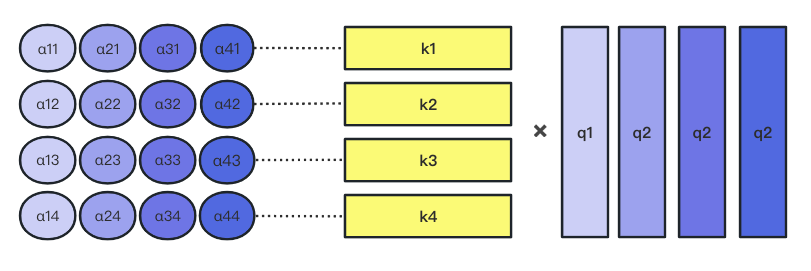 α11 α21 α31 α41 k1
α12 α22 α32 α42 k2
× q1 q2 q2 q2
α13 α23 α33 α43 k3
α14 α24 α34 α44 k4